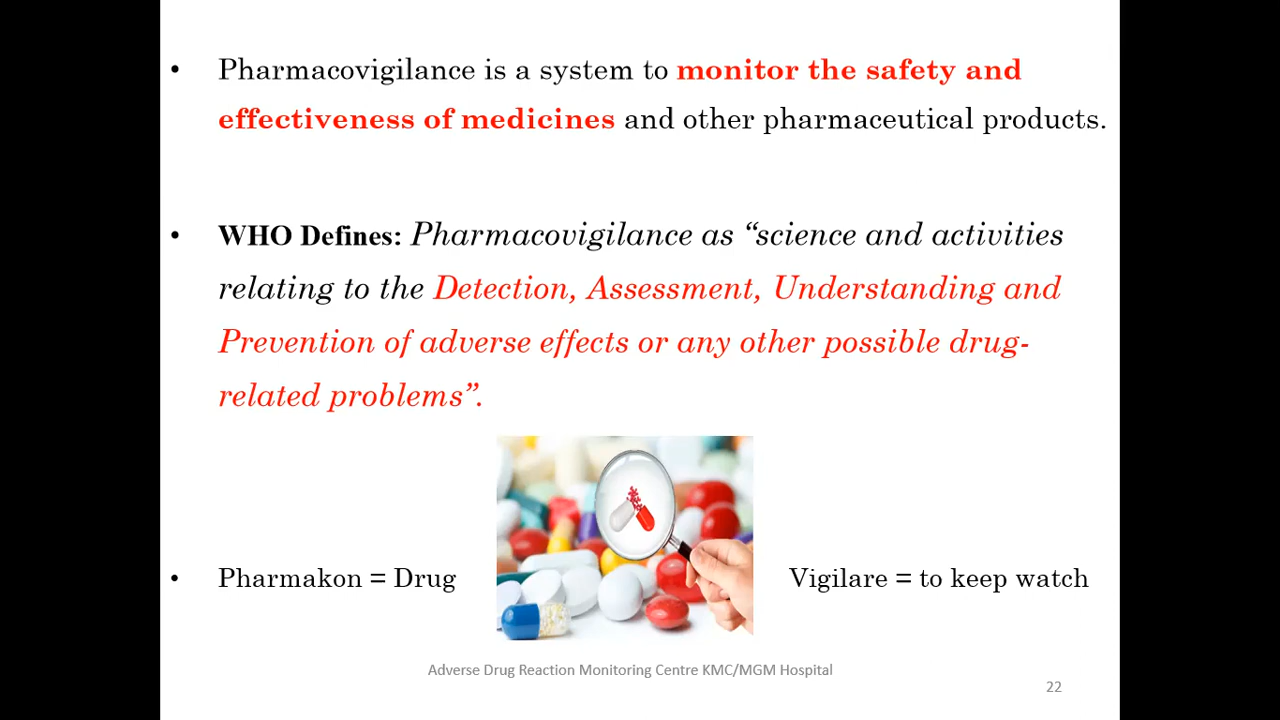 • Pharmacovigilance is a system to monitor the safety and
effectiveness of medicines and other pharmaceutical products.
• WHO Defines: Pharmacovigilance as “science and activities
relating to the Detection, Assessment, Understanding and
Prevention of adverse effects or any other possible drug-
related problems”.
• Pharmakon = Drug
Vigilare = to keep watch
Adverse Drug Reaction Monitoring Centre KMC/MGM Hospital
22